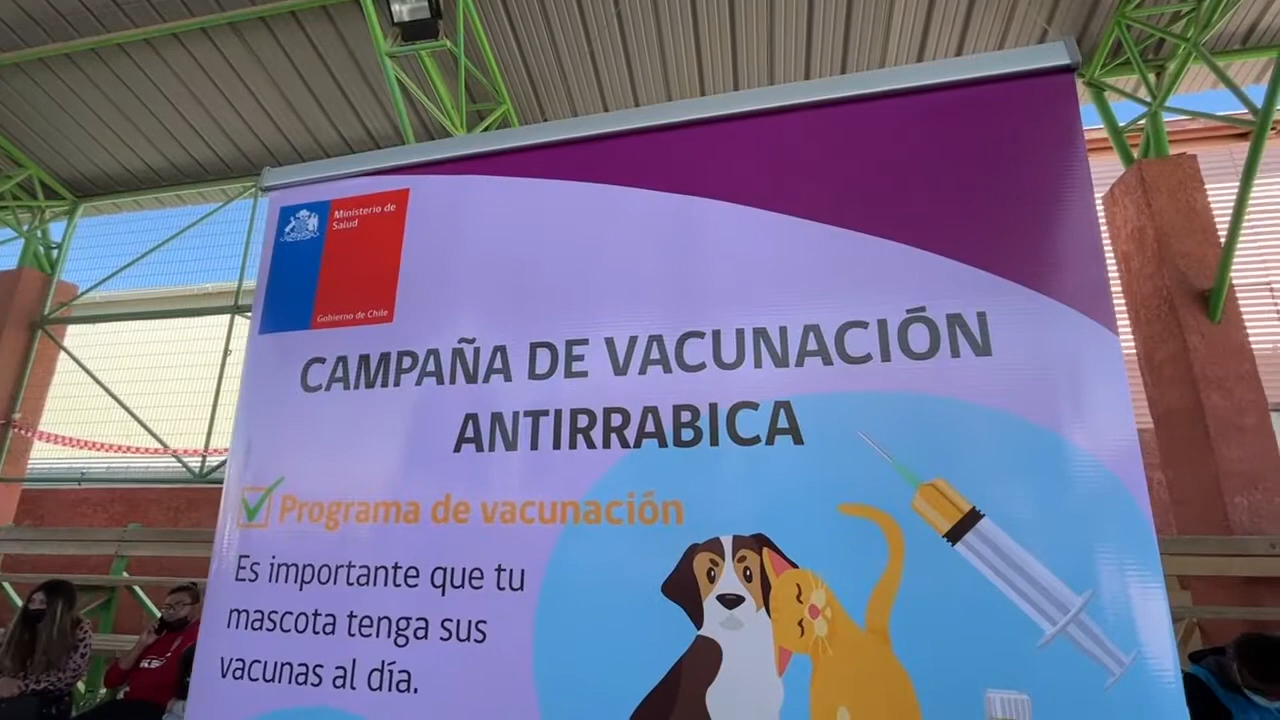 Ministerio de
Salud
Gobierno de Chile
CAMPAÑA DE VACUNACIÓN
ANTIRRABICA
Programa de vacunación
Es importante que tu
mascota tenga sus
vacunas al día.